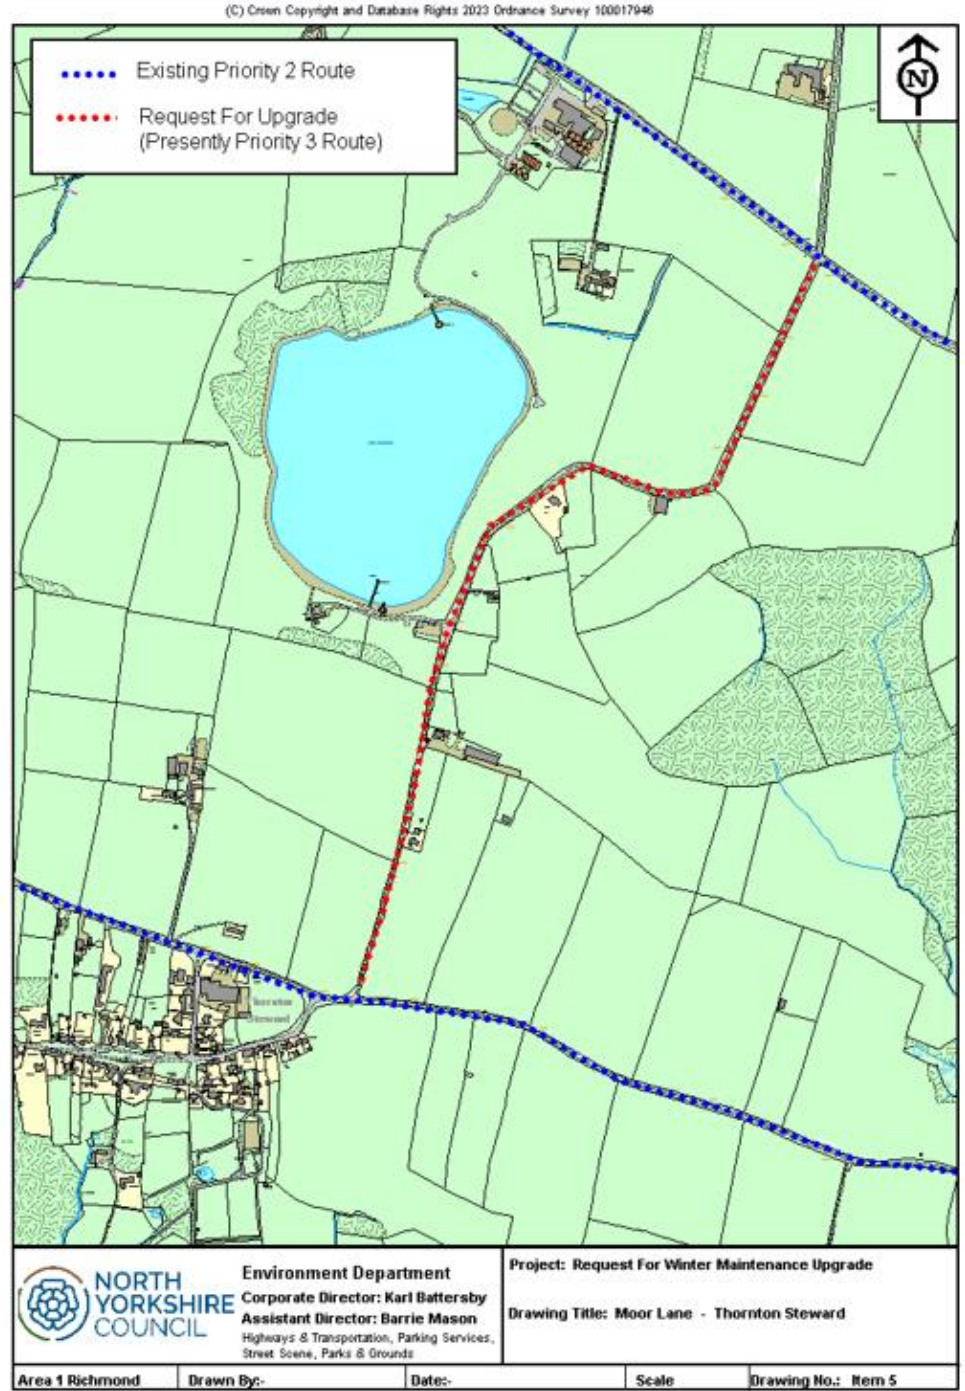 (C) Crown Copyright and Database Rights 2023 Ordnance Survey 100017946
Existing Priority 2 Route
Request For Upgrade
(Presently Priority 3 Route)
N
Thornton
Steward
NORTH
YORKSHIRE
COUNCIL
Environment Department
Corporate Director: Karl Battersby
Assistant Director: Barrie Mason
Highways & Transportation, Parking Services,
Street Scene, Parks & Grounds
Project: Request For Winter Maintenance Upgrade
Drawing Title: Moor Lane - Thornton Steward
Area 1 Richmond
Drawn By:-
Date:-
Scale
Drawing No.: Item 5